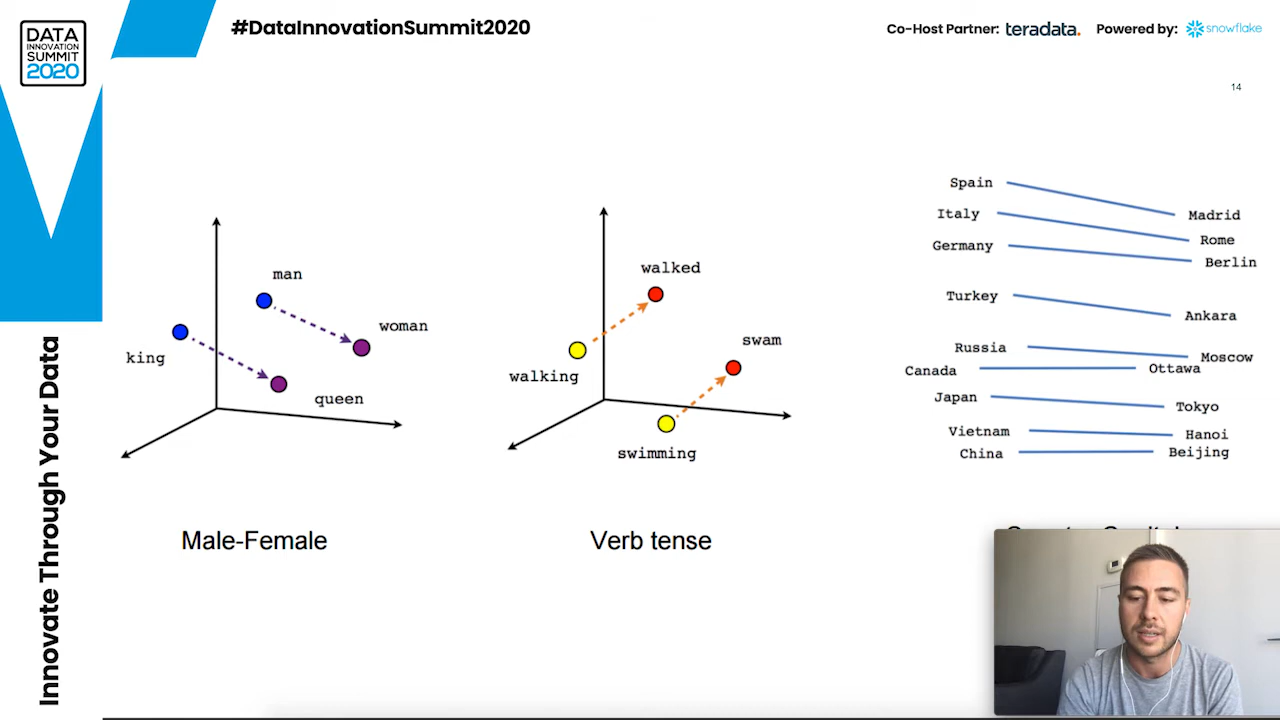 DATA
INNOVATION
SUMMIT
2020
#DataInnovationSummit2020
Co-Host Partner: teradata. Powered by: snowflake
14
Innovate Through Your Data
man
woman
king
queen
Male-Female
walked
swam
walking
swimming
Verb tense
Spain Madrid
Italy Rome
Germany Berlin
Turkey Ankara
Russia Moscow
Canada Ottawa
Japan Tokyo
Vietnam Hanoi
China Beijing